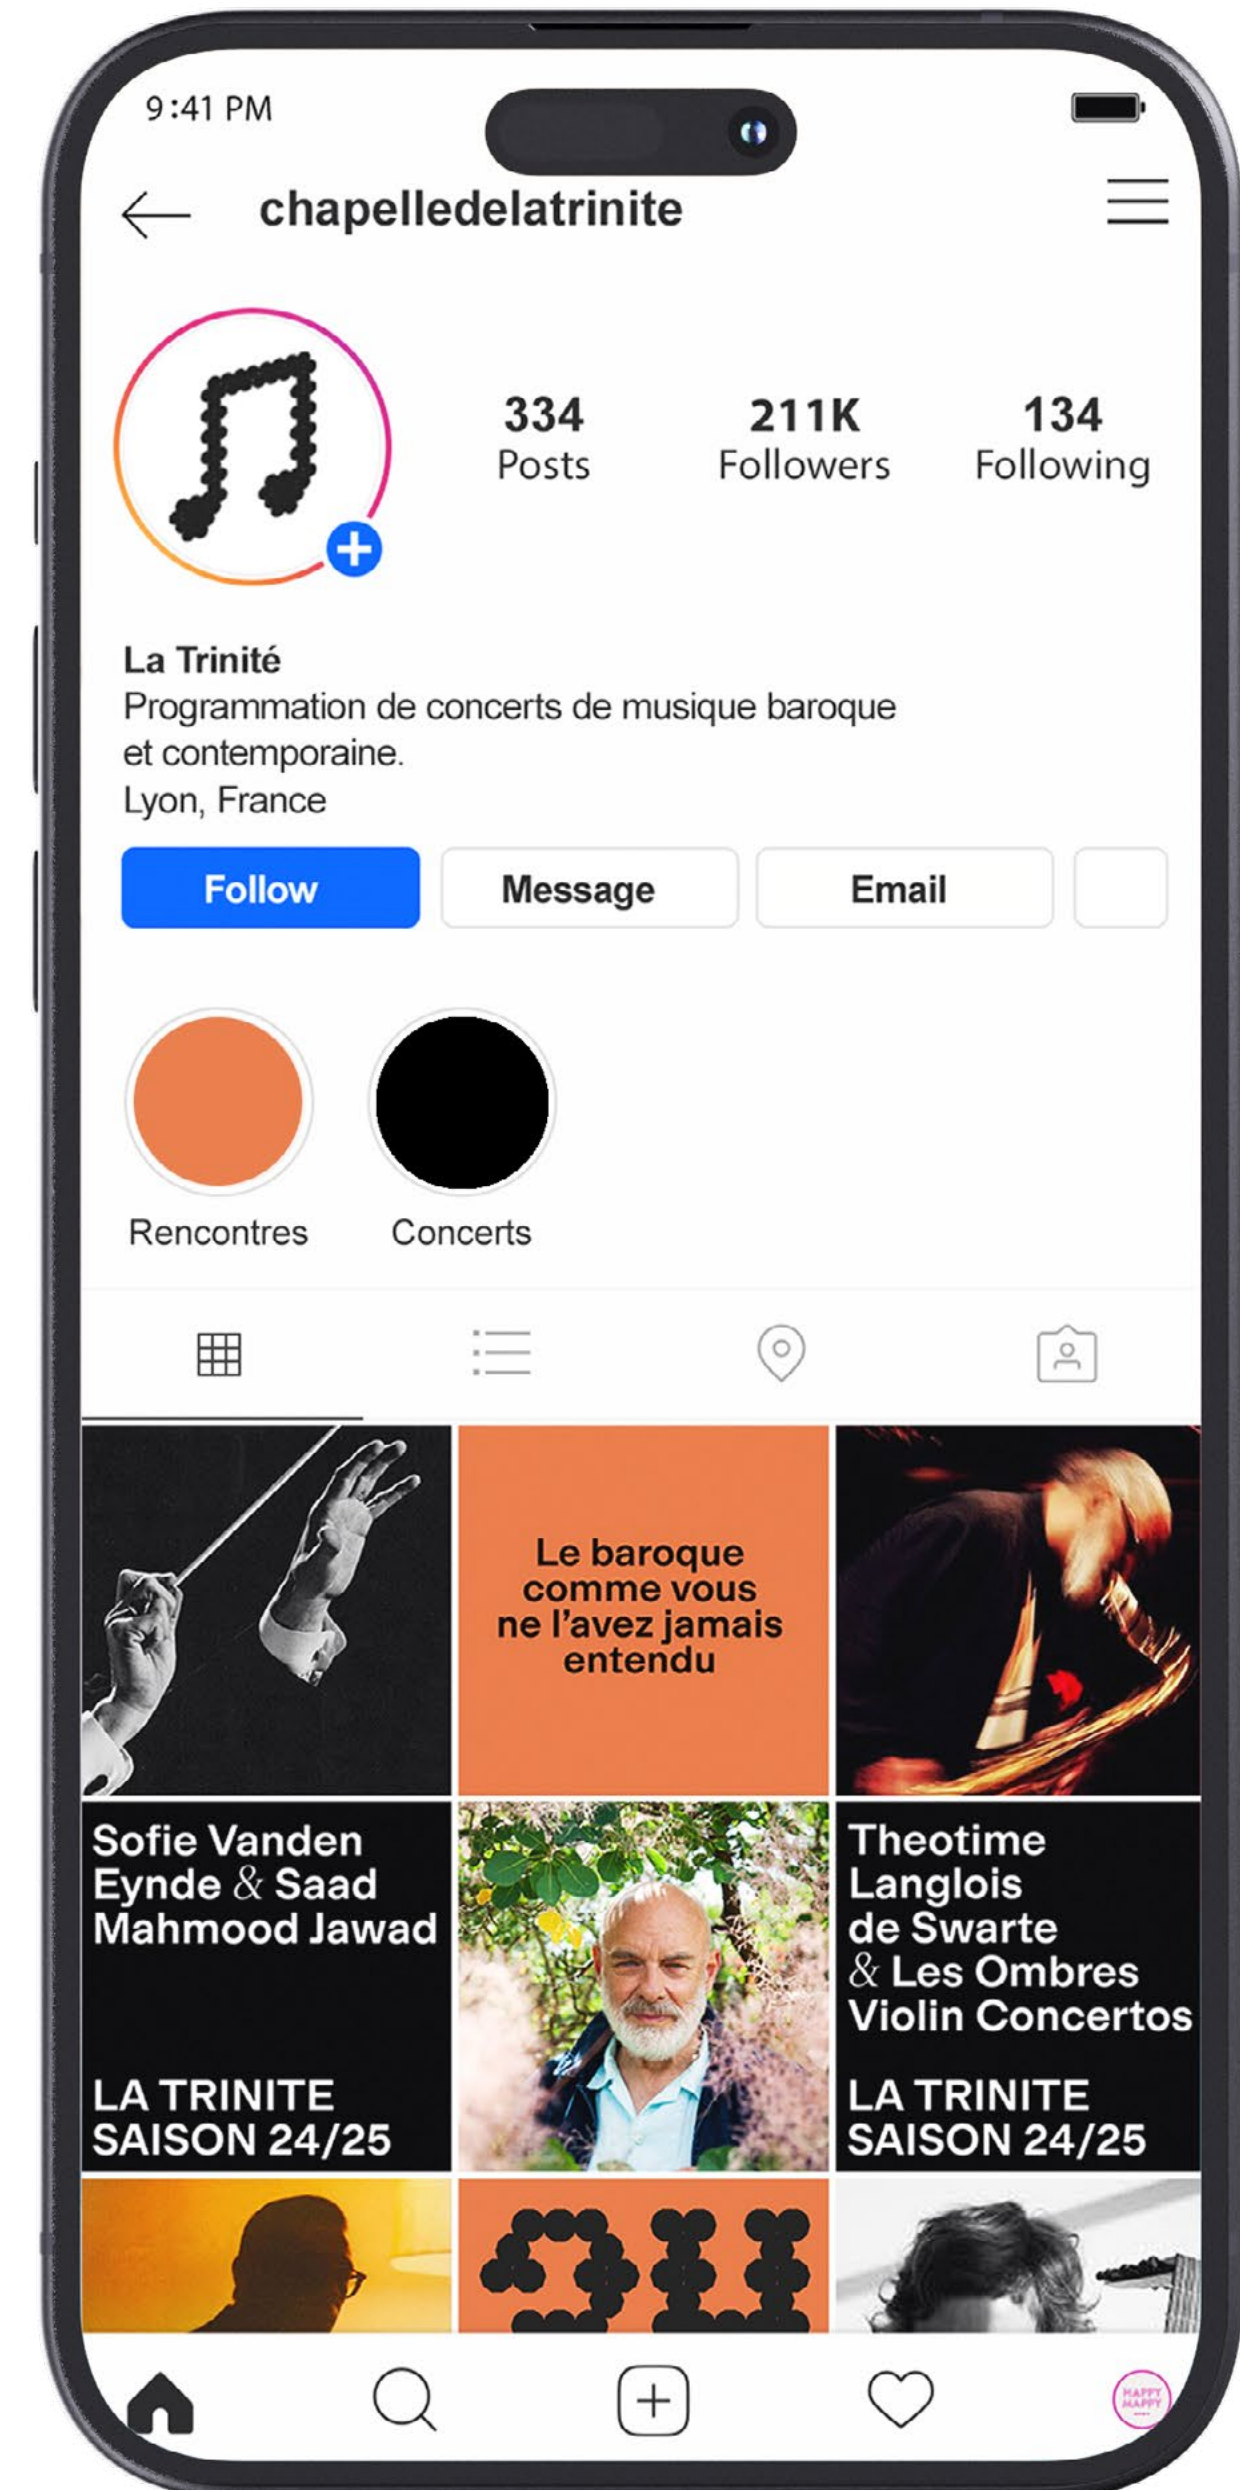 9:41 PM
chapelledelatrinite
334
Posts
211K
Followers
134
Following
La Trinité
Programmation de concerts de musique baroque
et contemporaine.
Lyon, France
Follow
Message
Email
Rencontres
Concerts
Le baroque
comme vous
ne l'avez jamais
entendu
Sofie Vanden
Eynde & Saad
Mahmood Jawad
LA TRINITE
SAISON 24/25
Theotime
Langlois
de Swarte
& Les Ombres
Violin Concertos
LA TRINITE
SAISON 24/25
HAPPY
MAPPY